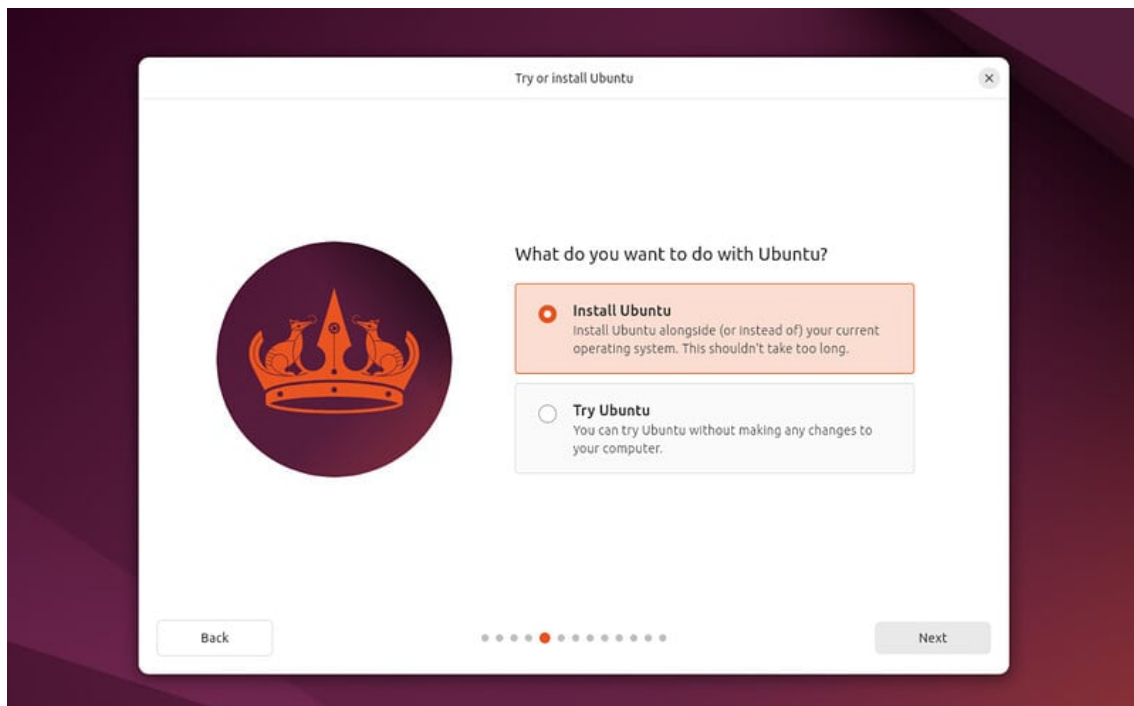 Try or install Ubuntu
What do you want to do with Ubuntu?
Install Ubuntu
Install Ubuntu alongside (or instead of) your current
operating system. This shouldn't take too long.
Try Ubuntu
You can try Ubuntu without making any changes to
your computer.
Back
Next